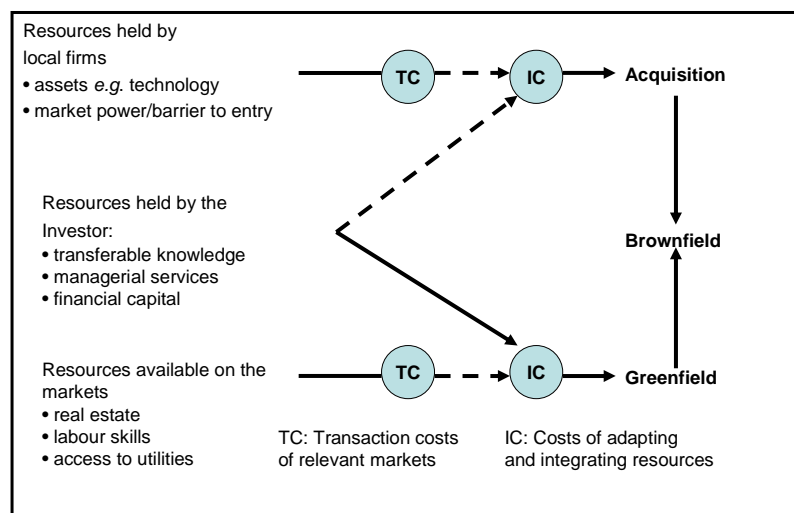 Resources held by
local firms
• assets e.g. technology
• market power/barrier to entry
TC
IC
Acquisition
Resources held by the
Investor:
• transferable knowledge
• managerial services
• financial capital
Brownfield
Resources available on the
markets
• real estate
• labour skills
• access to utilities
TC
IC
Greenfield
TC: Transaction costs
of relevant markets
IC: Costs of adapting
and integrating resources